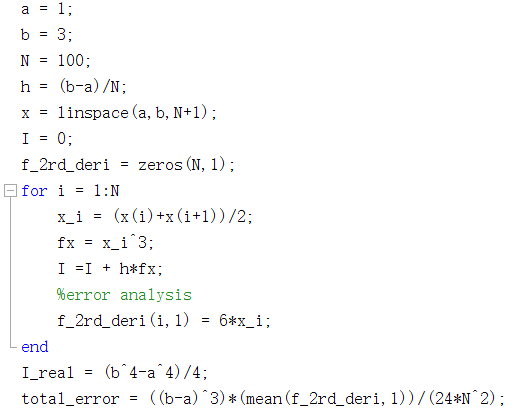 a = 1;
b = 3;
N = 100;
h = (b-a)/N;
x = linspace(a,b,N+1);
I = 0;
f_2rd_deri = zeros(N,1);
for i = 1:N
    x_i = (x(i)+x(i+1))/2;
    fx = x_i^3;
    I =I + h*fx;
    %error analysis
    f_2rd_deri(i,1) = 6*x_i;
end
I_real = (b^4-a^4)/4;
total_error = ((b-a)^3)*(mean(f_2rd_deri,1))/(24*N^2);